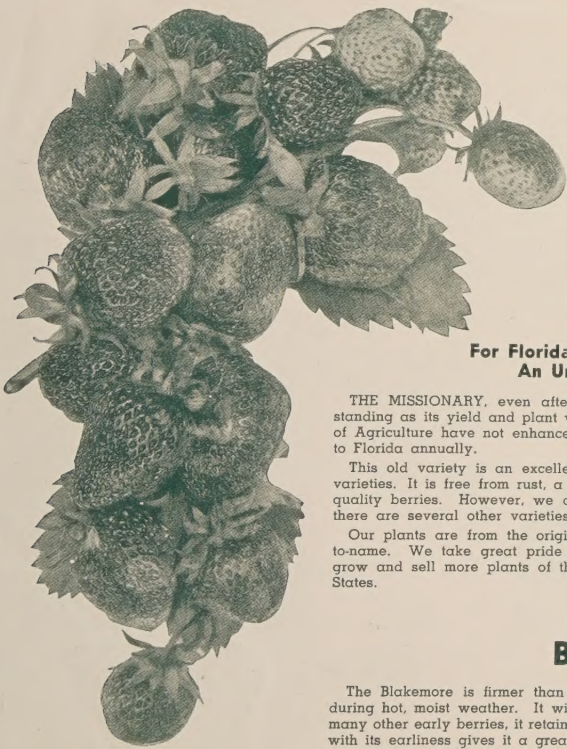 For Florida
An Un
THE MISSIONARY, even afte
standing as its yield and plant v
of Agriculture have not enhance
to Florida annually.
This old variety is an excelle
varieties. It is free from rust, a
quality berries. However, we c
there are several other varieties
Our plants are from the origi
to-name. We take great pride
grow and sell more plants of th
States.
B
The Blakemore is firmer than
during hot, moist weather. It wi
many other early berries, it retain
with its earliness gives it a grea